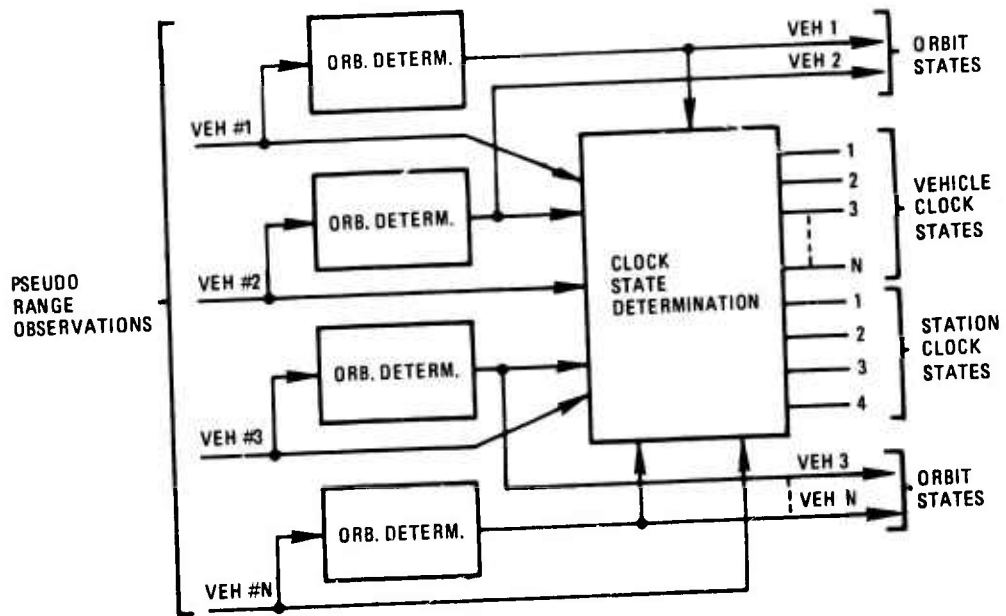 PSEUDO
RANGE
OBSERVATIONS
VEH #1
ORB. DETERM.
VEH #2
ORB. DETERM.
VEH #3
ORB. DETERM.
VEH #N
ORB. DETERM.
CLOCK
STATE
DETERMINATION
VEH 1
VEH 2
ORBIT
STATES
1
2
3
N
VEHICLE
CLOCK
STATES
1
2
3
4
STATION
CLOCK
STATES
VEH 3
VEH N
ORBIT
STATES